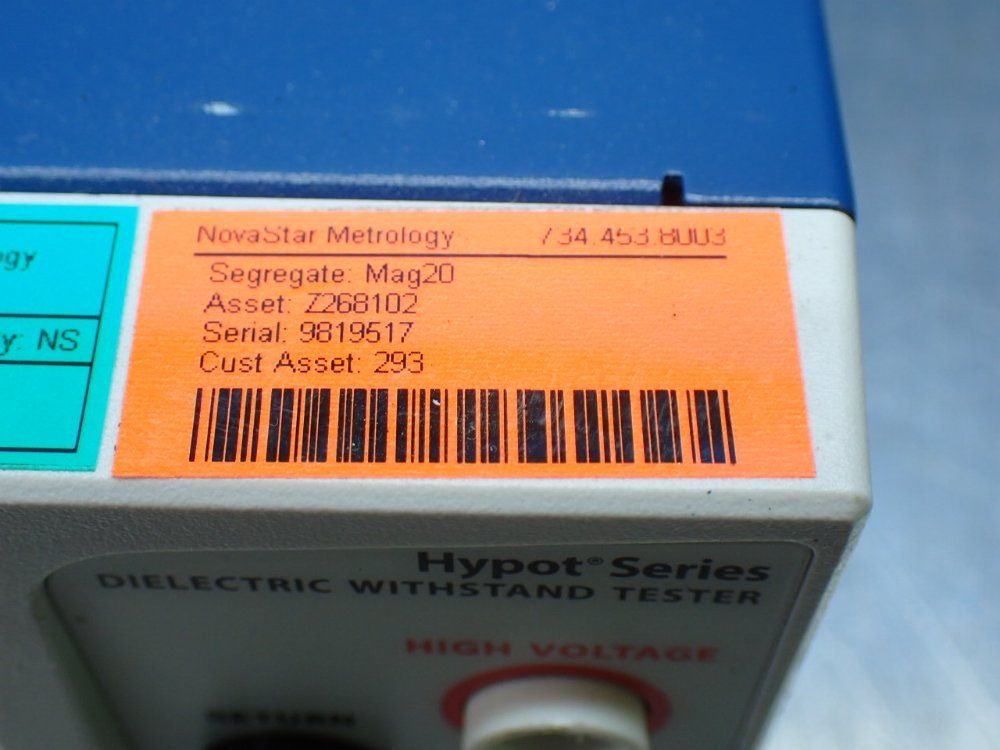 NovaStar Metrology 734.453.8003
Segregate: Mag20
Asset: Z268102
Serial: 9819517
Cust Asset: 293
NS
Hypot® Series
DIELECTRIC WITHSTAND TESTER
HIGH VOLTAGE
RETURN